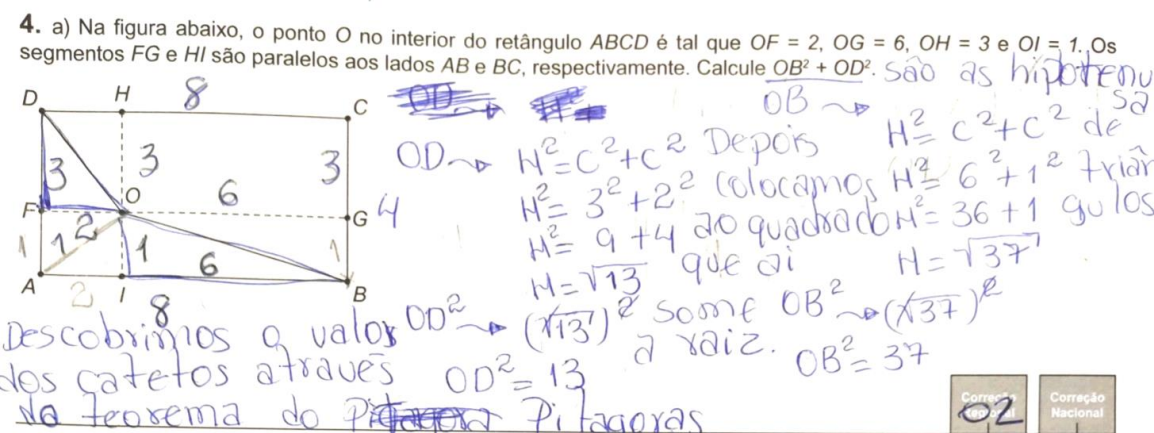 4. a) Na figura abaixo, o ponto O no interior do retângulo ABCD é tal que OF = 2, OG = 6, OH = 3 e OI = 1. Os
segmentos FG e HI são paralelos aos lados AB e BC, respectivamente. Calcule OB² + OD².
São as hipotenu
sa
de
triân
gulos
D H 8 C
3 3 3
F O 6 G 4
1 1 2 1 6 1
A 2 I B
8
OD
H² = C² + C²
H² = 3² + 2²
H² = 9 + 4
H = √13
OD² (√13)²
OD² = 13
Depois
colocamos
ao quadrado
que ai
some
a raiz.
OB
H² = C² + C²
H² = 6² + 1²
H² = 36 + 1
H = √37
OB² (√37)²
OB² = 37
Descobrimos o valor
dos catetos através
do teorema do Pitagoras
Correção
Regional
02
Correção
Nacional